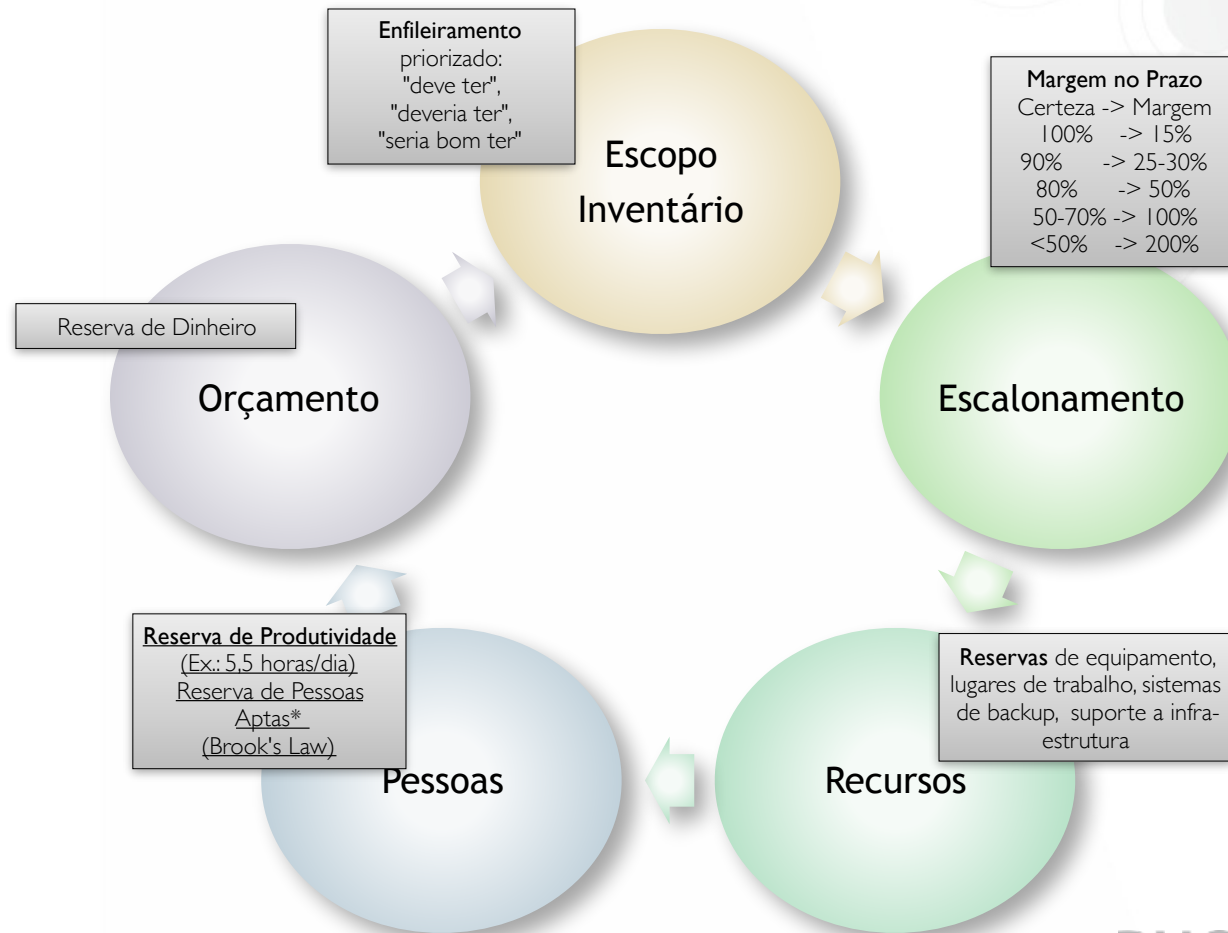 Enfileiramento
priorizado:
"deve ter",
"deveria ter",
"seria bom ter"
Escopo
Inventário
Margem no Prazo
Certeza -> Margem
100% -> 15%
90% -> 25-30%
80% -> 50%
50-70% -> 100%
<50% -> 200%
Escalonamento
Reservas de equipamento,
lugares de trabalho, sistemas
de backup, suporte a infra-
estrutura
Recursos
Reserva de Produtividade
(Ex.: 5,5 horas/dia)
Reserva de Pessoas
Aptas*
(Brook's Law)
Pessoas
Reserva de Dinheiro
Orçamento